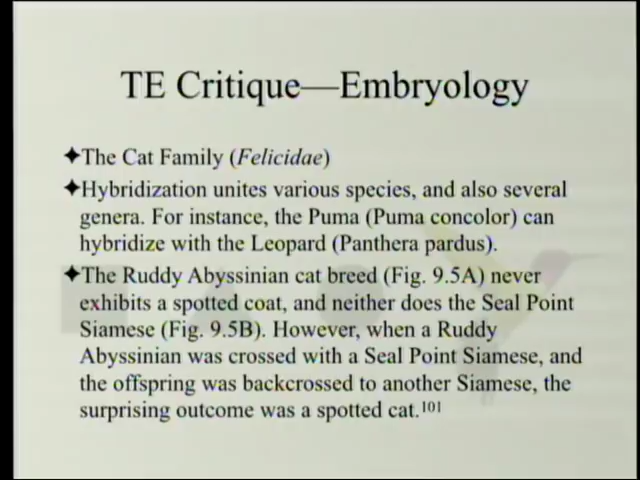 TE Critique—Embryology
✦The Cat Family (Felicidae)
✦Hybridization unites various species, and also several
genera. For instance, the Puma (Puma concolor) can
hybridize with the Leopard (Panthera pardus).
✦The Ruddy Abyssinian cat breed (Fig. 9.5A) never
exhibits a spotted coat, and neither does the Seal Point
Siamese (Fig. 9.5B). However, when a Ruddy
Abyssinian was crossed with a Seal Point Siamese, and
the offspring was backcrossed to another Siamese, the
surprising outcome was a spotted cat.101